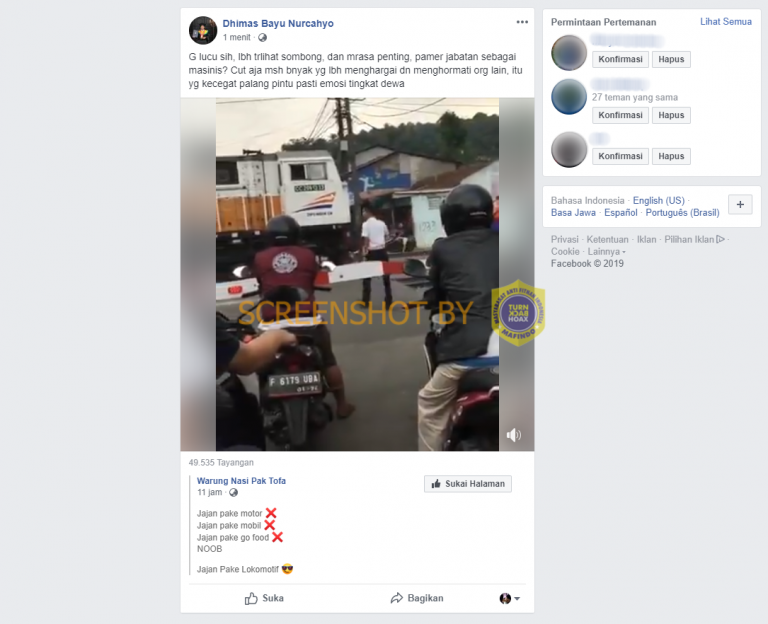 Dhimas Bayu Nurcahyo
1 menit ·
G lucu sih, lbh trlihat sombong, dan mrasa penting, pamer jabatan sebagai
masinis? Cut aja msh bnyak yg lbh menghargai dn menghormati org lain, itu
yg kecegat palang pintu pasti emosi tingkat dewa
F 6179 UBA
SCREENSHOT BY
MASYARAKAT ANTI FITNAH INDONESIA
TURN
BACK
HOAX
MAFINDO
49.535 Tayangan
Warung Nasi Pak Tofa
11 jam ·
Sukai Halaman
Jajan pake motor ❌
Jajan pake mobil ❌
Jajan pake go food ❌
NOOB
Jajan Pake Lokomotif 😎
Suka
Bagikan
Permintaan Pertemanan
Lihat Semua
Konfirmasi Hapus
27 teman yang sama
Konfirmasi Hapus
Konfirmasi Hapus
Bahasa Indonesia · English (US) ·
Basa Jawa · Español · Português (Brasil)
Privasi · Ketentuan · Iklan · Pilihan Iklan ·
Cookie · Lainnya
Facebook © 2019